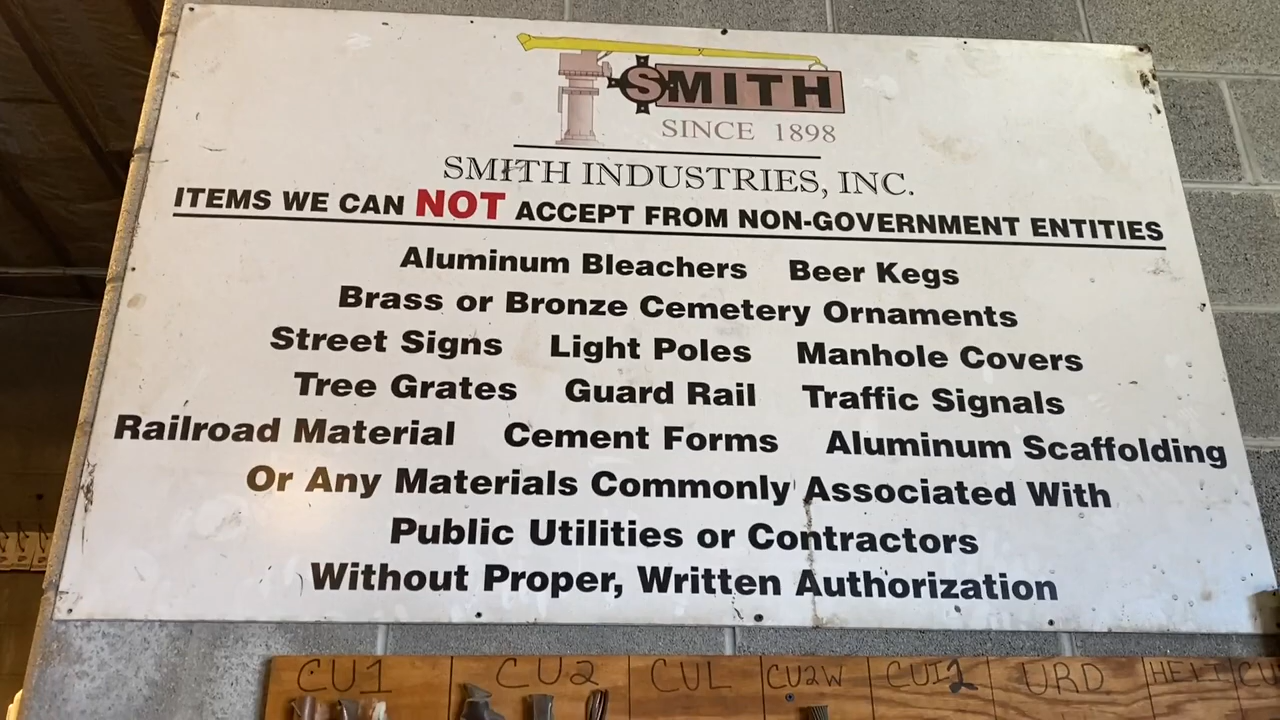 SMITH
SINCE 1898
SMITH INDUSTRIES, INC.
ITEMS WE CAN NOT ACCEPT FROM NON-GOVERNMENT ENTITIES
Aluminum Bleachers Beer Kegs
Brass or Bronze Cemetery Ornaments
Street Signs Light Poles Manhole Covers
Tree Grates Guard Rail Traffic Signals
Railroad Material Cement Forms Aluminum Scaffolding
Or Any Materials Commonly Associated With
Public Utilities or Contractors
Without Proper, Written Authorization
CU1 CU2 CUL CU2W CUI1 URD